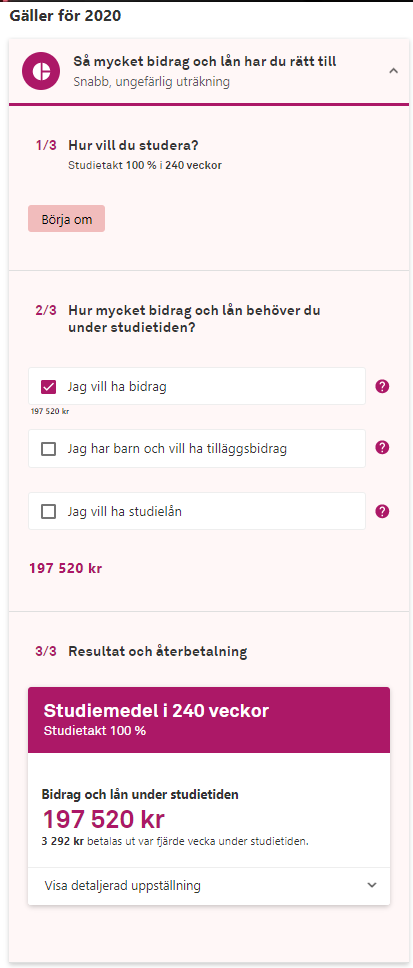 Gäller för 2020
Så mycket bidrag och lån har du rätt till
Snabb, ungefärlig uträkning
1/3 Hur vill du studera?
Studietakt 100 % i 240 veckor
Börja om
2/3 Hur mycket bidrag och lån behöver du
under studietiden?
Jag vill ha bidrag
?
197 520 kr
Jag har barn och vill ha tilläggsbidrag
?
Jag vill ha studielån
?
197 520 kr
3/3 Resultat och återbetalning
Studiemedel i 240 veckor
Studietakt 100 %
Bidrag och lån under studietiden
197 520 kr
3 292 kr betalas ut var fjärde vecka under studietiden.
Visa detaljerad uppställning